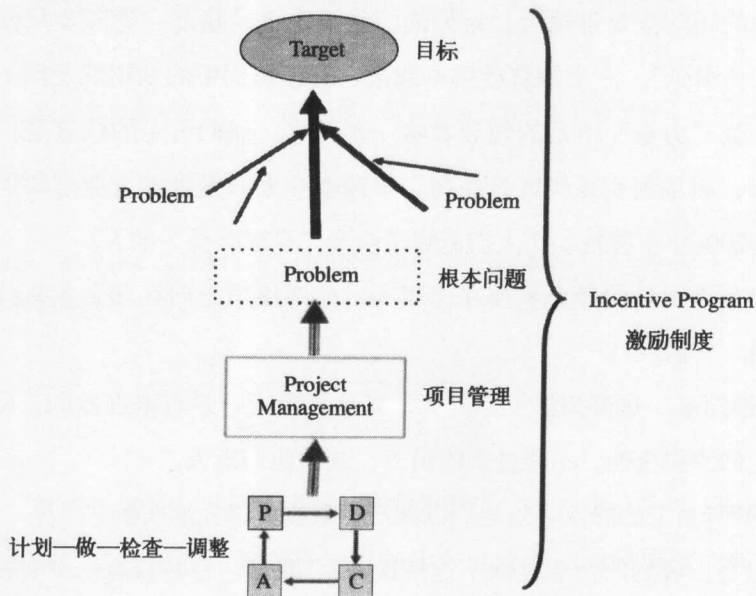 Target 目标
Problem
Problem
Problem 根本问题
Incentive Program
激励制度
Project
Management 项目管理
P D
计划—做—检查—调整
A C